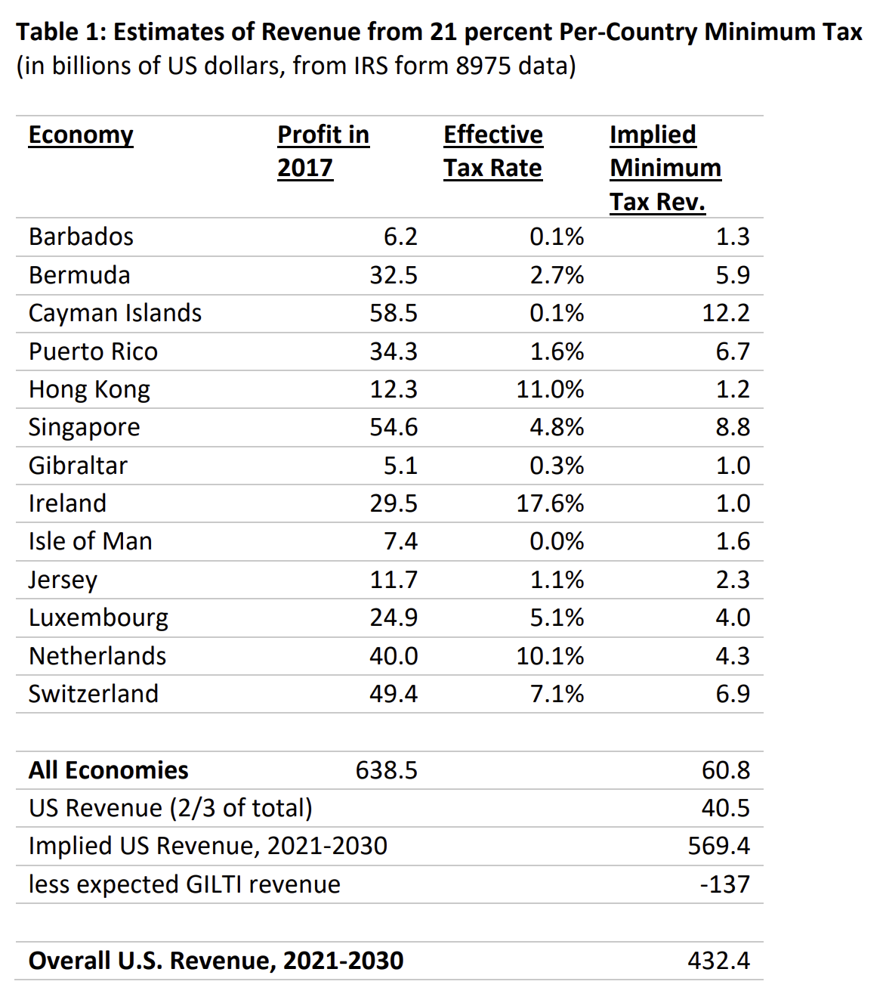 Table 1: Estimates of Revenue from 21 percent Per-Country Minimum Tax
(in billions of US dollars, from IRS form 8975 data)
Economy Profit in 2017 Effective Tax Rate Implied Minimum Tax Rev.
Barbados 6.2 0.1% 1.3
Bermuda 32.5 2.7% 5.9
Cayman Islands 58.5 0.1% 12.2
Puerto Rico 34.3 1.6% 6.7
Hong Kong 12.3 11.0% 1.2
Singapore 54.6 4.8% 8.8
Gibraltar 5.1 0.3% 1.0
Ireland 29.5 17.6% 1.0
Isle of Man 7.4 0.0% 1.6
Jersey 11.7 1.1% 2.3
Luxembourg 24.9 5.1% 4.0
Netherlands 40.0 10.1% 4.3
Switzerland 49.4 7.1% 6.9
All Economies 638.5 60.8
US Revenue (2/3 of total) 40.5
Implied US Revenue, 2021-2030 569.4
less expected GILTI revenue -137
Overall U.S. Revenue, 2021-2030 432.4